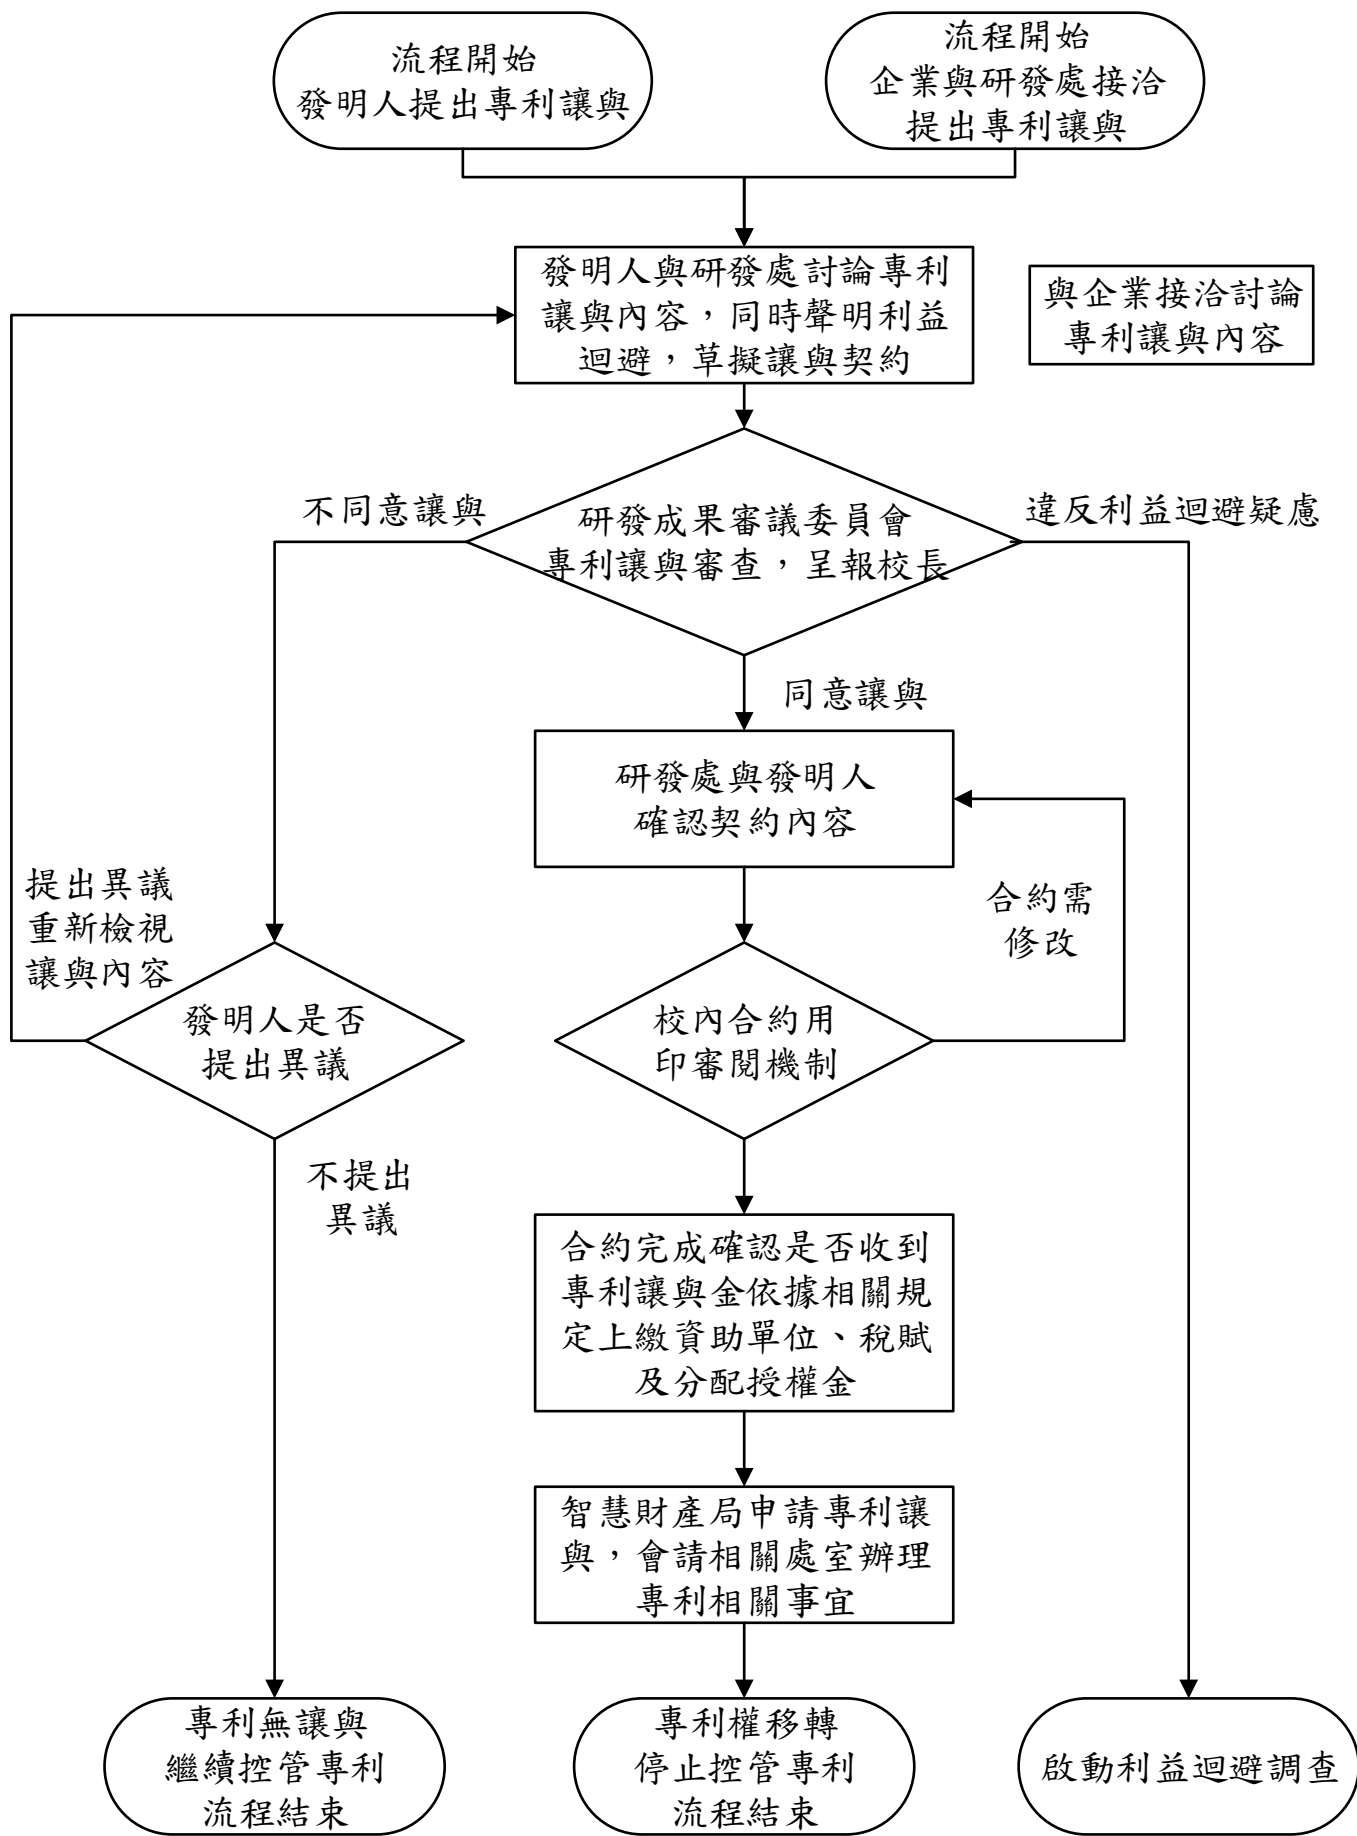 流程開始
發明人提出專利讓與
流程開始
企業與研發處接洽
提出專利讓與
發明人與研發處討論專利
讓與內容，同時聲明利益
迴避，草擬讓與契約
與企業接洽討論
專利讓與內容
不同意讓與
研發成果審議委員會
專利讓與審查，呈報校長
違反利益迴避疑慮
同意讓與
研發處與發明人
確認契約內容
提出異議
重新檢視
讓與內容
合約需
修改
發明人是否
提出異議
校內合約用
印審閱機制
不提出
異議
合約完成確認是否收到
專利讓與金依據相關規
定上繳資助單位、稅賦
及分配授權金
智慧財產局申請專利讓
與，會請相關處室辦理
專利相關事宜
專利無讓與
繼續控管專利
流程結束
專利權移轉
停止控管專利
流程結束
啟動利益迴避調查